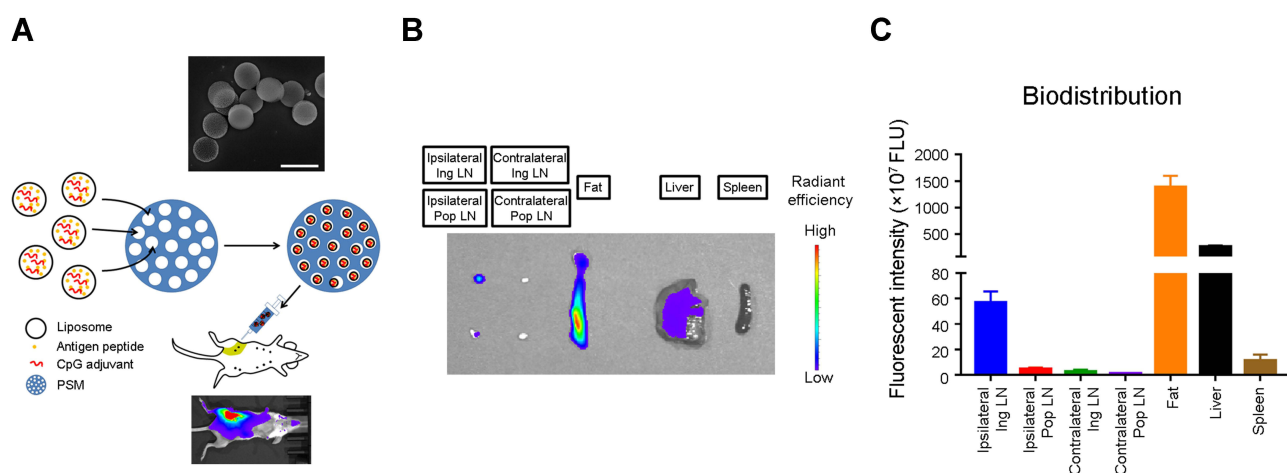 A
B
C
Liposome
Antigen peptide
CpG adjuvant
PSM
Ipsilateral
Ing LN
Contralateral
Ing LN
Ipsilateral
Pop LN
Contralateral
Pop LN
Fat
Liver
Spleen
Radiant
efficiency
High
Low
Biodistribution
Fluorescent intensity (×10⁷ FLU)
2000
1500
1000
500
80
60
40
20
0
Ipsilateral
Ing LN
Ipsilateral
Pop LN
Contralateral
Ing LN
Contralateral
Pop LN
Fat
Liver
Spleen